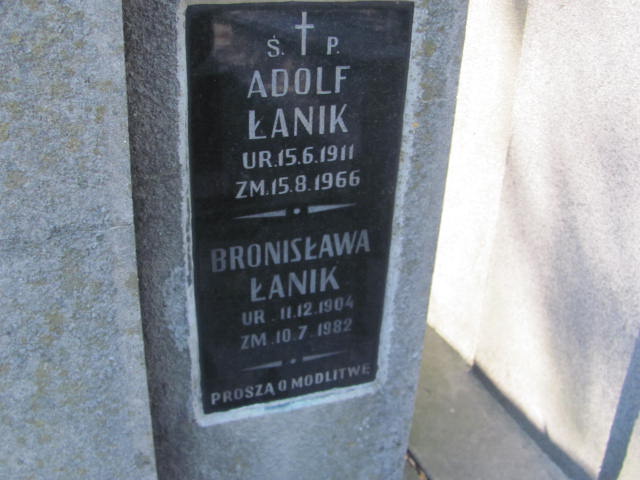 Ś. P.
ADOLF
ŁANIK
UR.15.6.1911
ZM.15.8.1966
BRONISŁAWA
ŁANIK
UR.11.12.1904
ZM.10.7.1982
PROSZĄ O MODLITWĘ